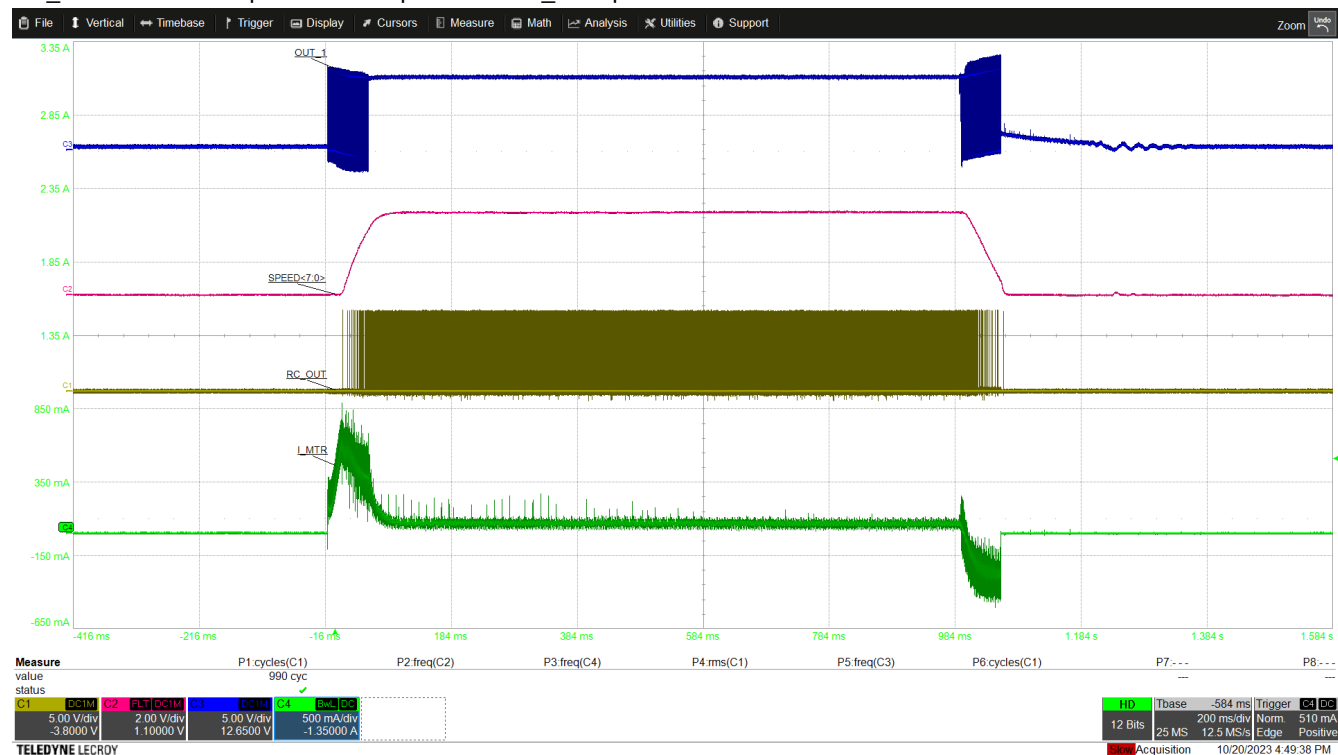 File Vertical Timebase Trigger Display Cursors Measure Math Analysis Utilities Support Zoom Undo
3.35 A
OUT_1
2.85 A
C3
2.35 A
1.85 A
SPEED<7:0>
C2
1.35 A
RC_OUT
C1
850 mA
I_MTR
350 mA
C4
-150 mA
-650 mA
-416 ms -216 ms -16 ms 184 ms 384 ms 584 ms 784 ms 984 ms 1.184 s 1.384 s 1.584 s
Measure P1:cycles(C1) P2:freq(C2) P3:freq(C4) P4:rms(C1) P5:freq(C3) P6:cycles(C1) P7:- - - P8:- - -
value 990 cyc --- ---
status
C1 DC1M C2 FLT DC1M C3 DC1M C4 BwL DC HD Tbase -584 ms Trigger C4 DC
5.00 V/div 2.00 V/div 5.00 V/div 500 mA/div 12 Bits 200 ms/div Norm. 510 mA
-3.8000 V 1.10000 V 12.6500 V -1.35000 A 25 MS 12.5 MS/s Edge Positive
TELEDYNE LECROY Slow Acquisition 10/20/2023 4:49:38 PM